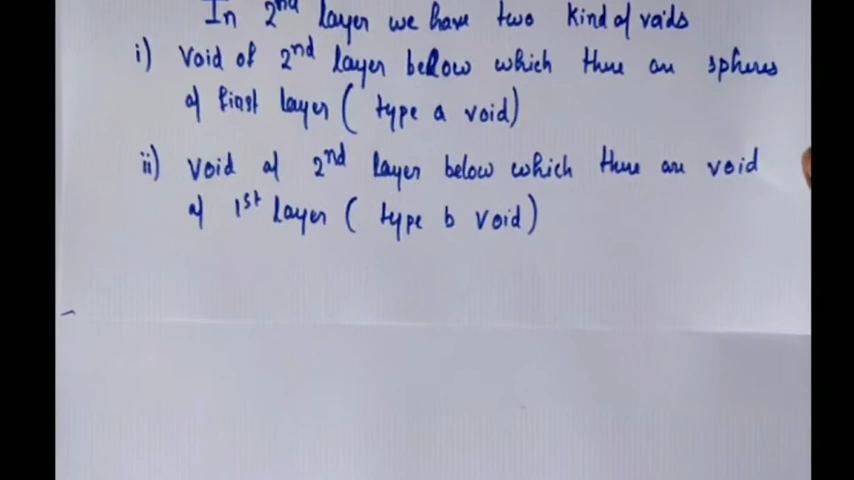 In 2nd layer we have two kind of voids
i) Void of 2nd layer below which there are spheres
of first layer ( type a void)
ii) Void of 2nd layer below which there are void
of 1st layer ( type b void)